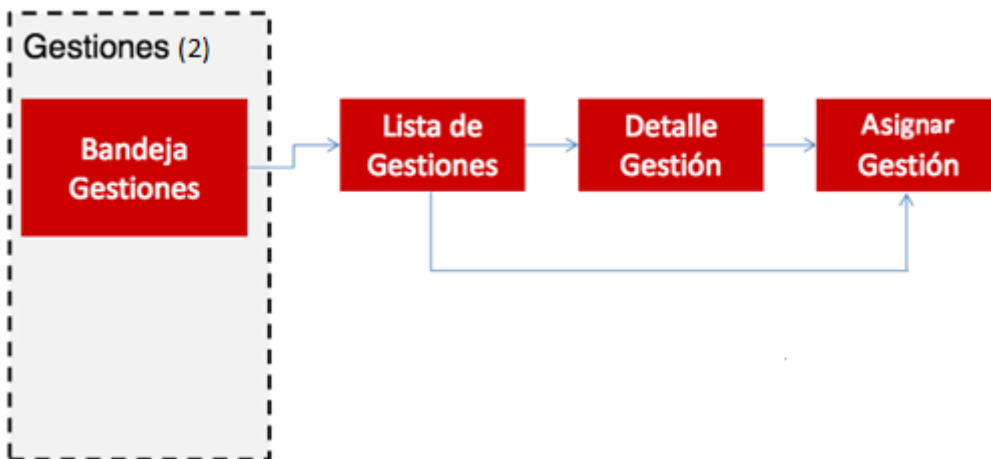 Gestiones (2)
Bandeja
Gestiones
Lista de
Gestiones
Detalle
Gestión
Asignar
Gestión